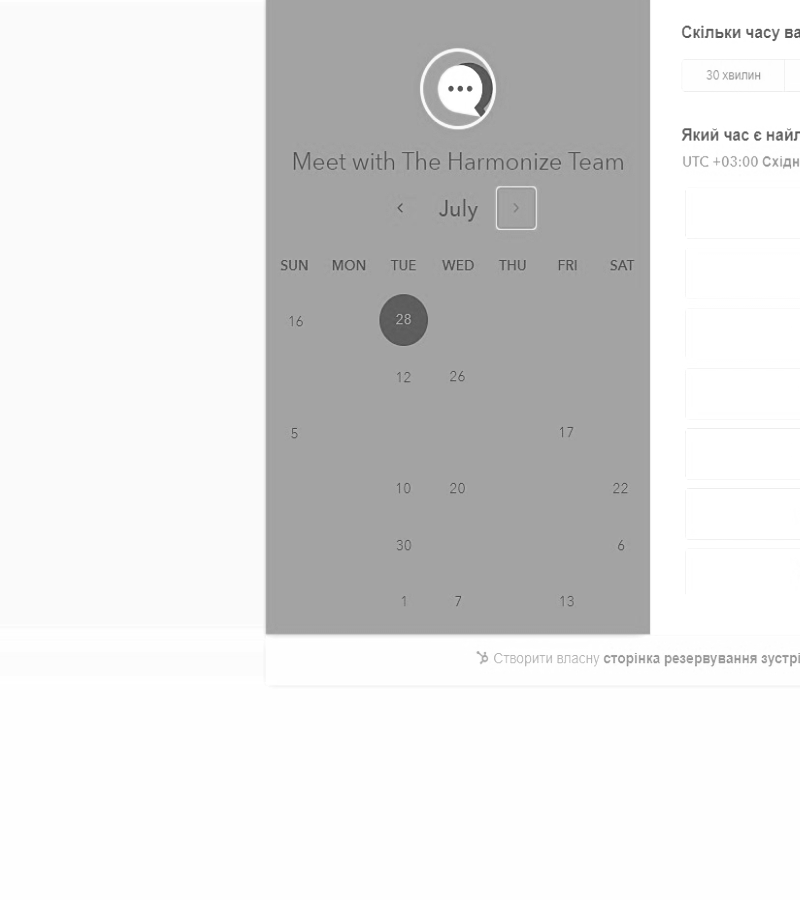 Скільки часу ва
30 хвилин
Який час є найл
UTC +03:00 Східн
Meet with The Harmonize Team
July
SUN MON TUE WED THU FRI SAT
16 28
12 26
5 17
10 20 22
30 6
1 7 13
Створити власну сторінка резервування зустрі